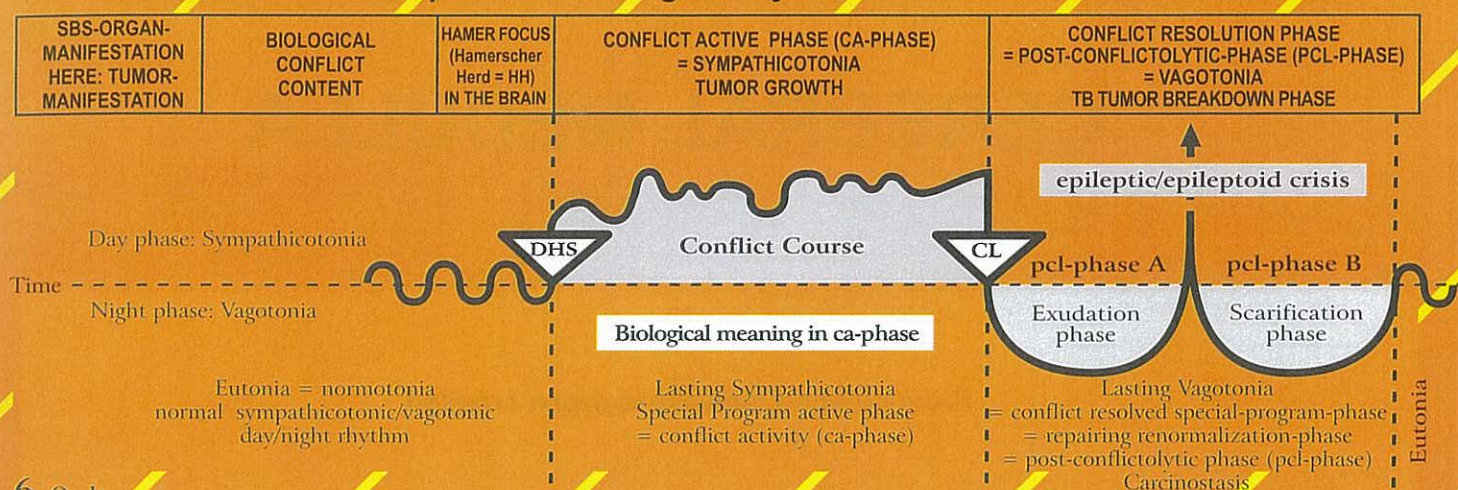 SBS-ORGAN-
MANIFESTATION
HERE: TUMOR-
MANIFESTATION
BIOLOGICAL
CONFLICT
CONTENT
HAMER FOCUS
(Hamerscher
Herd = HH)
IN THE BRAIN
CONFLICT ACTIVE PHASE (CA-PHASE)
= SYMPATHICOTONIA
TUMOR GROWTH
CONFLICT RESOLUTION PHASE
= POST-CONFLICTOLYTIC-PHASE (PCL-PHASE)
= VAGOTONIA
TB TUMOR BREAKDOWN PHASE
epileptic/epileptoid crisis
Day phase: Sympathicotonia
DHS
Conflict Course
CL
pcl-phase A
pcl-phase B
Time
Night phase: Vagotonia
Exudation
phase
Scarification
phase
Biological meaning in ca-phase
Eutonia = normotonia
normal sympathicotonic/vagotonic
day/night rhythm
Lasting Sympathicotonia
Special Program active phase
= conflict activity (ca-phase)
Lasting Vagotonia
= conflict resolved special-program-phase
= repairing renormalization-phase
= post-conflictolytic phase (pcl-phase)
Carcinostasis
Eutonia
6